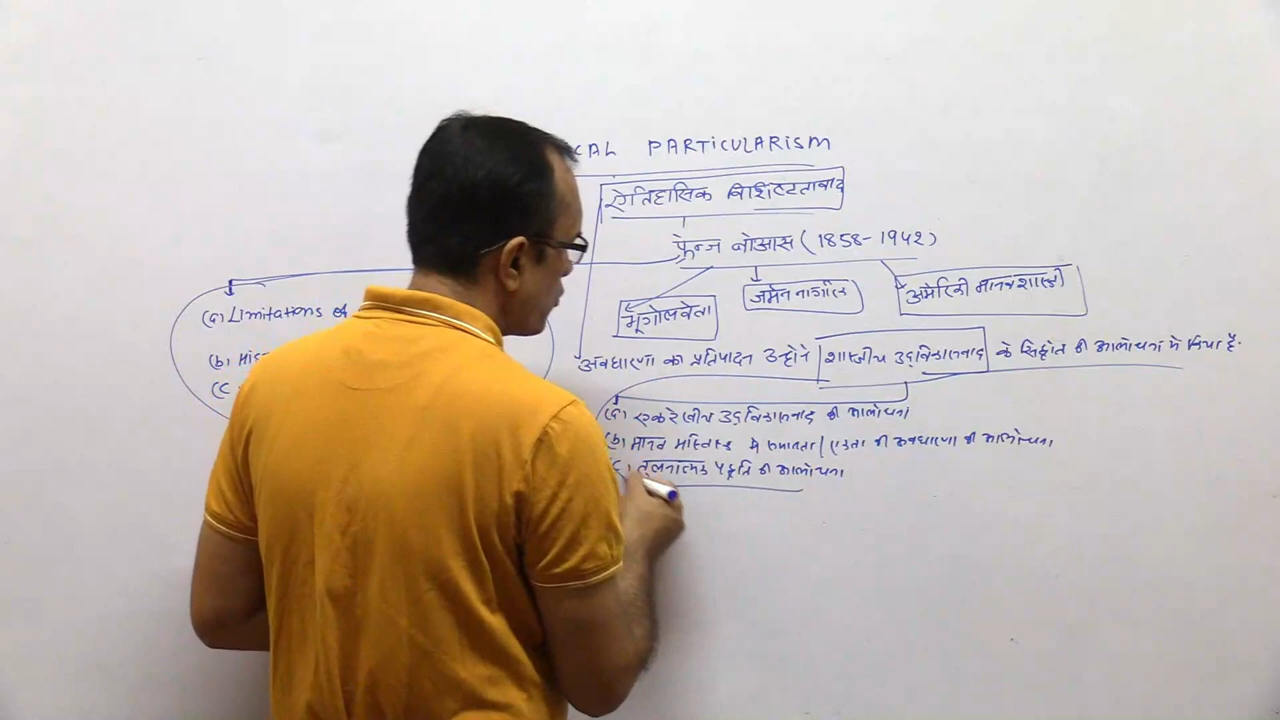 CAL PARTICULARISM
ऐतिहासिक विशिष्टतावाद
फ्रेन्ज बोआस (1858-1942)
(a) Limitations of
भूगोलवेता
जर्मन नागरिक
अमेरिकी मानवशास्त्री
(b)
अवधारणा का प्रतिपादन उन्होने शास्त्रीय उद्विकासवाद के सिद्धांत की आलोचना मे किया है.
(c
(a) एकरेखीय उद्विकासवाद की आलोचना
(b) मानव मस्तिष्क मे समानता/एकता की अवधारणा की आलोचना
(c) तुलनात्मक पद्धति की आलोचना